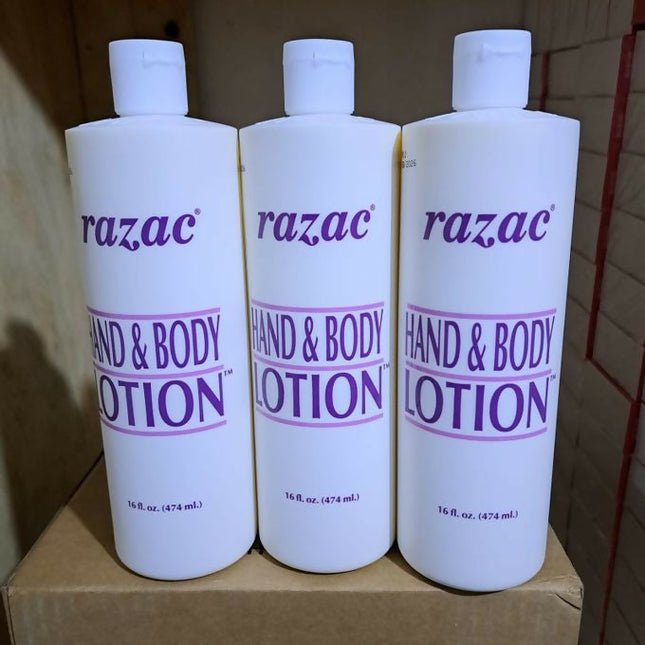 razac®
HAND & BODY
LOTION™
16 fl. oz. (474 ml.)
razac®
HAND & BODY
LOTION™
16 fl. oz. (474 ml.)
razac®
HAND & BODY
LOTION™
16 fl. oz. (474 ml.)